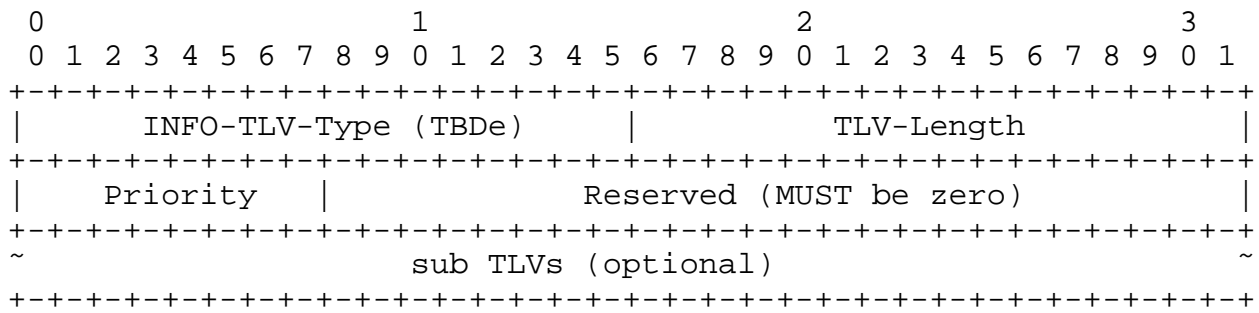 0                   1                   2                   3
 0 1 2 3 4 5 6 7 8 9 0 1 2 3 4 5 6 7 8 9 0 1 2 3 4 5 6 7 8 9 0 1
+-+-+-+-+-+-+-+-+-+-+-+-+-+-+-+-+-+-+-+-+-+-+-+-+-+-+-+-+-+-+-+-+
|      INFO-TLV-Type (TBDe)     |          TLV-Length           |
+-+-+-+-+-+-+-+-+-+-+-+-+-+-+-+-+-+-+-+-+-+-+-+-+-+-+-+-+-+-+-+-+
|    Priority   |             Reserved (MUST be zero)           |
+-+-+-+-+-+-+-+-+-+-+-+-+-+-+-+-+-+-+-+-+-+-+-+-+-+-+-+-+-+-+-+-+
~                    sub TLVs (optional)                        ~
+-+-+-+-+-+-+-+-+-+-+-+-+-+-+-+-+-+-+-+-+-+-+-+-+-+-+-+-+-+-+-+-+